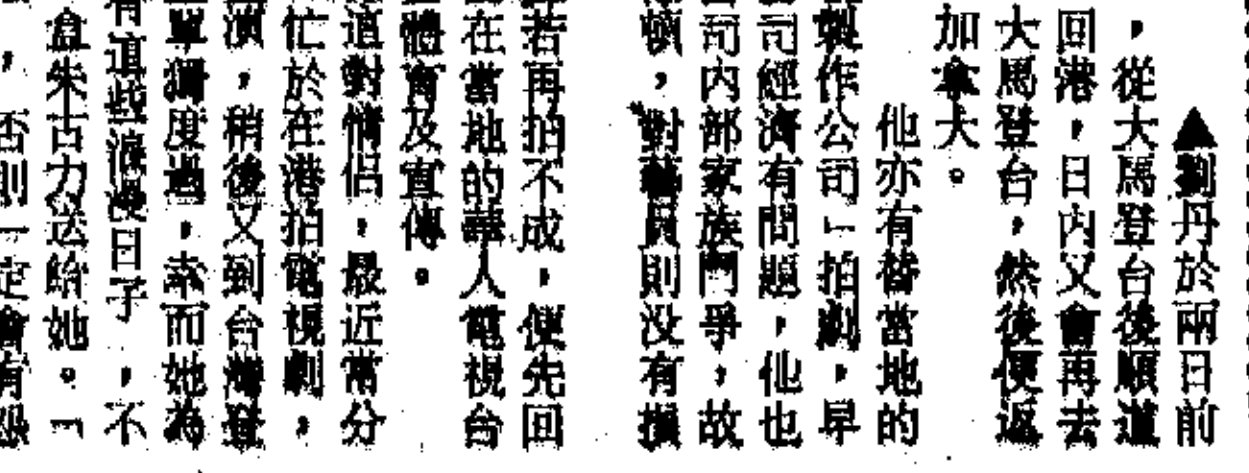 ▲劉丹於兩日前
，從大馬登台後順道
回港，日內又會再去
大馬登台，然後便返
加拿大。
他亦有替當地的
製作公司」拍劇，早
司經濟有問題，他也
司內部家族鬥爭，故
頓，對藝員則没有損
若再拍不成，便先回
在當地的華人電視台
體育及宣傳。
道對情侶，最近常分
忙於在港拍電視劇，
演，稍後又到台灣登
單獨度過，幸而她為
有道些浪漫日子，不
盒朱古力送給她。「
，否則一定會有怨